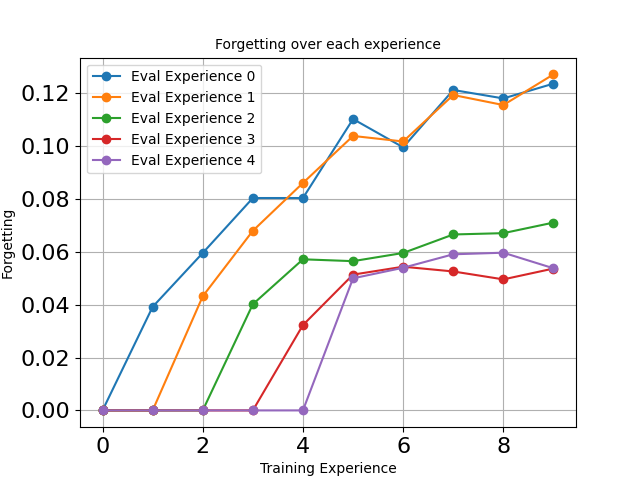 Forgetting over each experience
Eval Experience 0
Eval Experience 1
Eval Experience 2
Eval Experience 3
Eval Experience 4
0.12
0.10
0.08
0.06
0.04
0.02
0.00
Forgetting
0 2 4 6 8
Training Experience